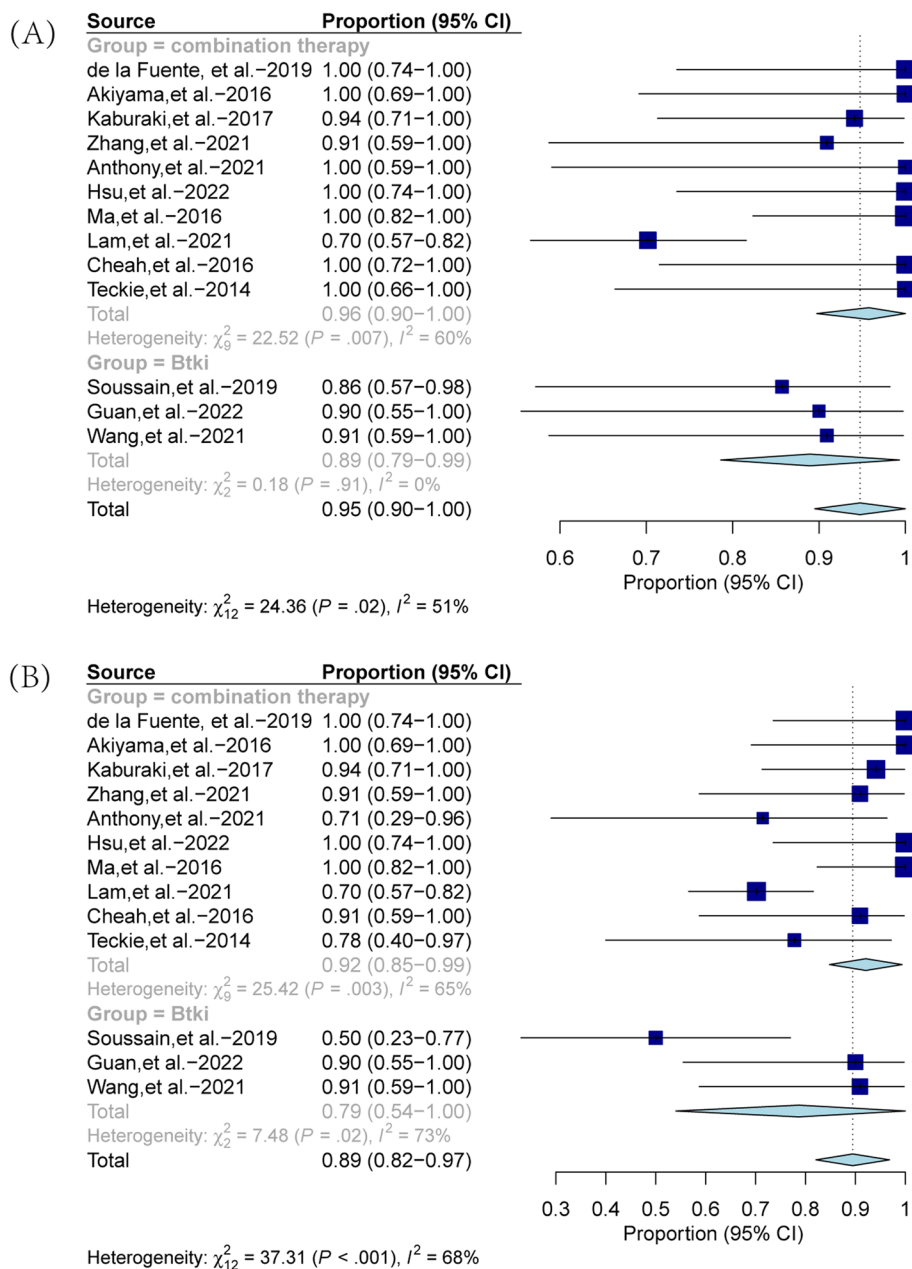 (A)
Source Proportion (95% CI)
Group = combination therapy
de la Fuente, et al.−2019 1.00 (0.74−1.00)
Akiyama,et al.−2016 1.00 (0.69−1.00)
Kaburaki,et al.−2017 0.94 (0.71−1.00)
Zhang,et al.−2021 0.91 (0.59−1.00)
Anthony,et al.−2021 1.00 (0.59−1.00)
Hsu,et al.−2022 1.00 (0.74−1.00)
Ma,et al.−2016 1.00 (0.82−1.00)
Lam,et al.−2021 0.70 (0.57−0.82)
Cheah,et al.−2016 1.00 (0.72−1.00)
Teckie,et al.−2014 1.00 (0.66−1.00)
Total 0.96 (0.90−1.00)
Heterogeneity: χ²₉ = 22.52 (P = .007), I² = 60%
Group = Btki
Soussain,et al.−2019 0.86 (0.57−0.98)
Guan,et al.−2022 0.90 (0.55−1.00)
Wang,et al.−2021 0.91 (0.59−1.00)
Total 0.89 (0.79−0.99)
Heterogeneity: χ²₂ = 0.18 (P = .91), I² = 0%
Total 0.95 (0.90−1.00)
0.6 0.7 0.8 0.9 1
Proportion (95% CI)
Heterogeneity: χ²₁₂ = 24.36 (P = .02), I² = 51%
(B)
Source Proportion (95% CI)
Group = combination therapy
de la Fuente, et al.−2019 1.00 (0.74−1.00)
Akiyama,et al.−2016 1.00 (0.69−1.00)
Kaburaki,et al.−2017 0.94 (0.71−1.00)
Zhang,et al.−2021 0.91 (0.59−1.00)
Anthony,et al.−2021 0.71 (0.29−0.96)
Hsu,et al.−2022 1.00 (0.74−1.00)
Ma,et al.−2016 1.00 (0.82−1.00)
Lam,et al.−2021 0.70 (0.57−0.82)
Cheah,et al.−2016 0.91 (0.59−1.00)
Teckie,et al.−2014 0.78 (0.40−0.97)
Total 0.92 (0.85−0.99)
Heterogeneity: χ²₉ = 25.42 (P = .003), I² = 65%
Group = Btki
Soussain,et al.−2019 0.50 (0.23−0.77)
Guan,et al.−2022 0.90 (0.55−1.00)
Wang,et al.−2021 0.91 (0.59−1.00)
Total 0.79 (0.54−1.00)
Heterogeneity: χ²₂ = 7.48 (P = .02), I² = 73%
Total 0.89 (0.82−0.97)
0.3 0.4 0.5 0.6 0.7 0.8 0.9 1
Proportion (95% CI)
Heterogeneity: χ²₁₂ = 37.31 (P < .001), I² = 68%